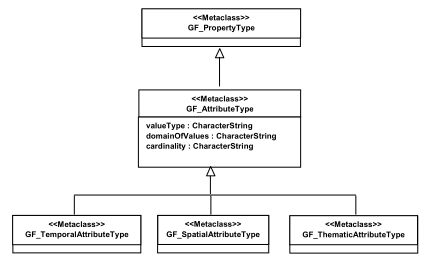 <<Metaclass>>
GF_PropertyType
<<Metaclass>>
GF_AttributeType
valueType : CharacterString
domainOfValues : CharacterString
cardinality : CharacterString
<<Metaclass>>
GF_TemporalAttributeType
<<Metaclass>>
GF_SpatialAttributeType
<<Metaclass>>
GF_ThematicAttributeType